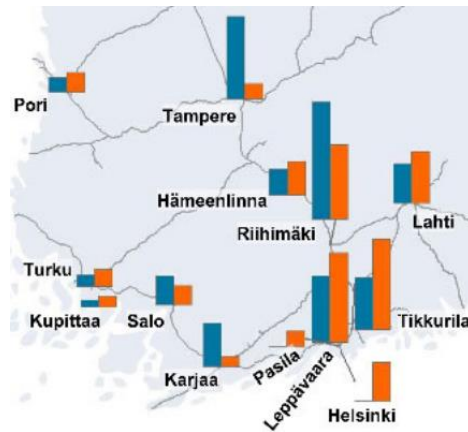 Pori
Tampere
Hämeenlinna
Lahti
Riihimäki
Turku
Kupittaa
Salo
Tikkurila
Karjaa
Pasila
Leppävaara
Helsinki